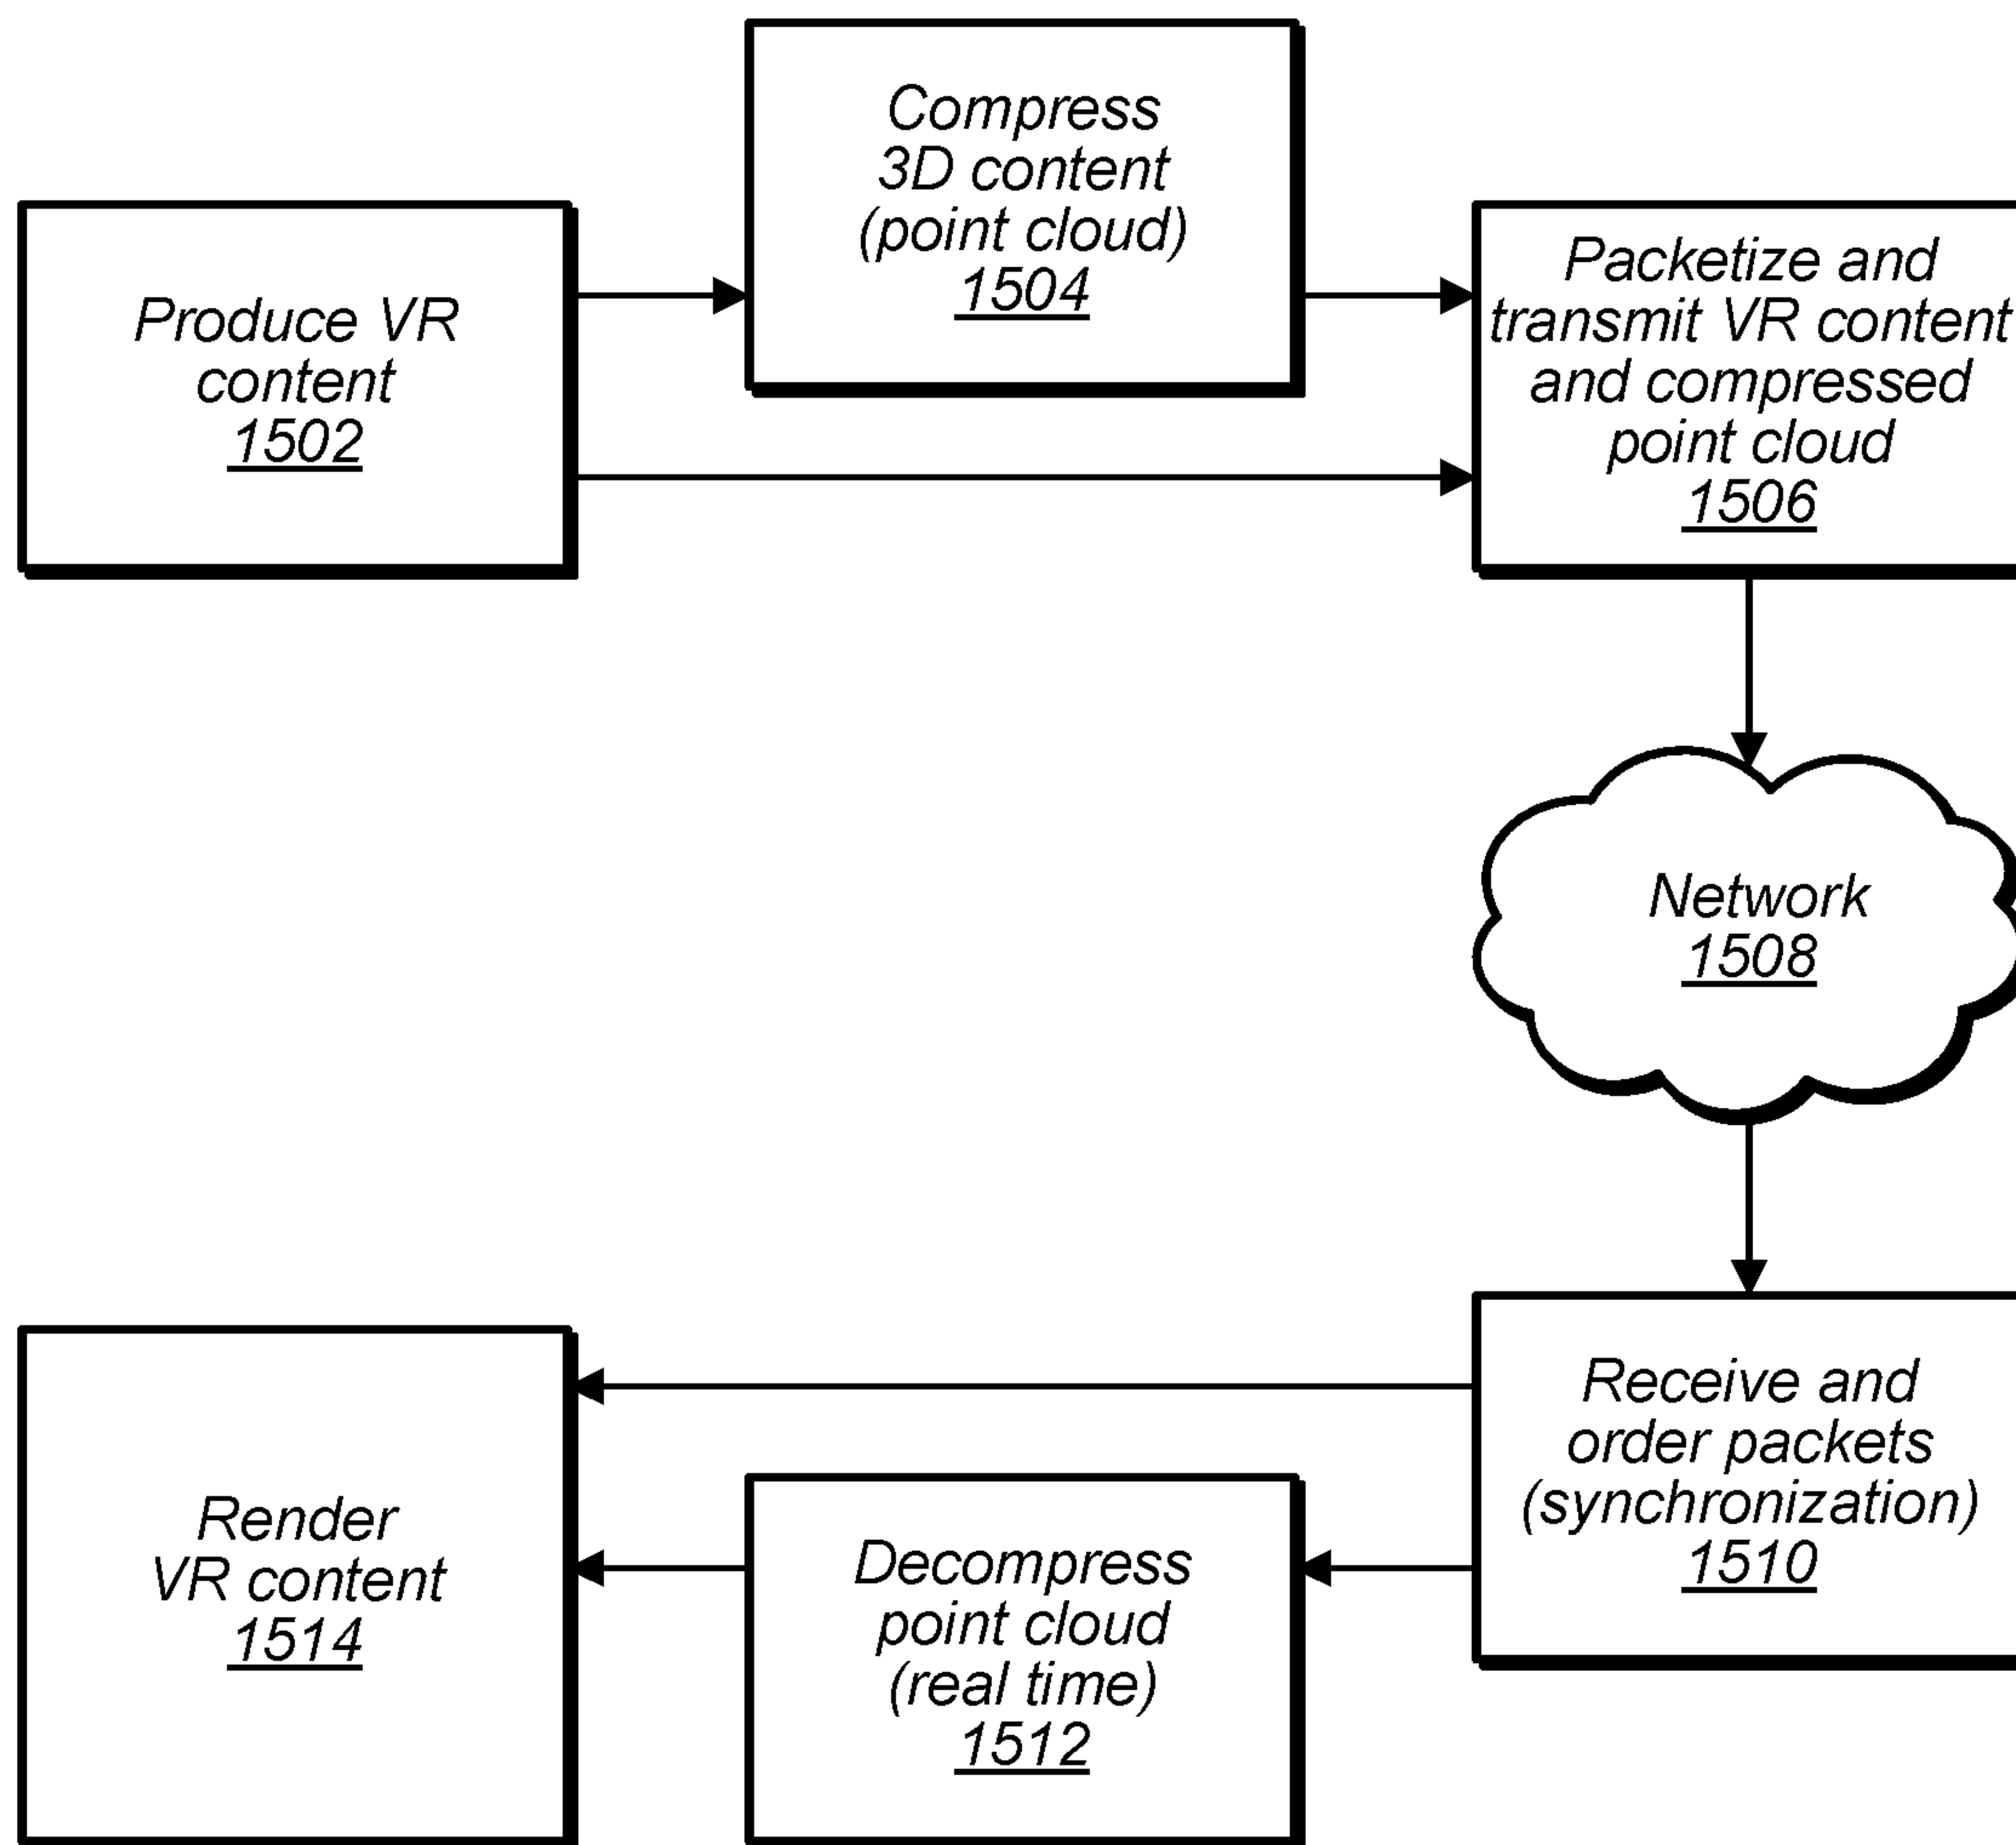 Produce VR
content
1502
Compress
3D content
(point cloud)
1504
Packetize and
transmit VR content
and compressed
point cloud
1506
Network
1508
Receive and
order packets
(synchronization)
1510
Decompress
point cloud
(real time)
1512
Render
VR content
1514